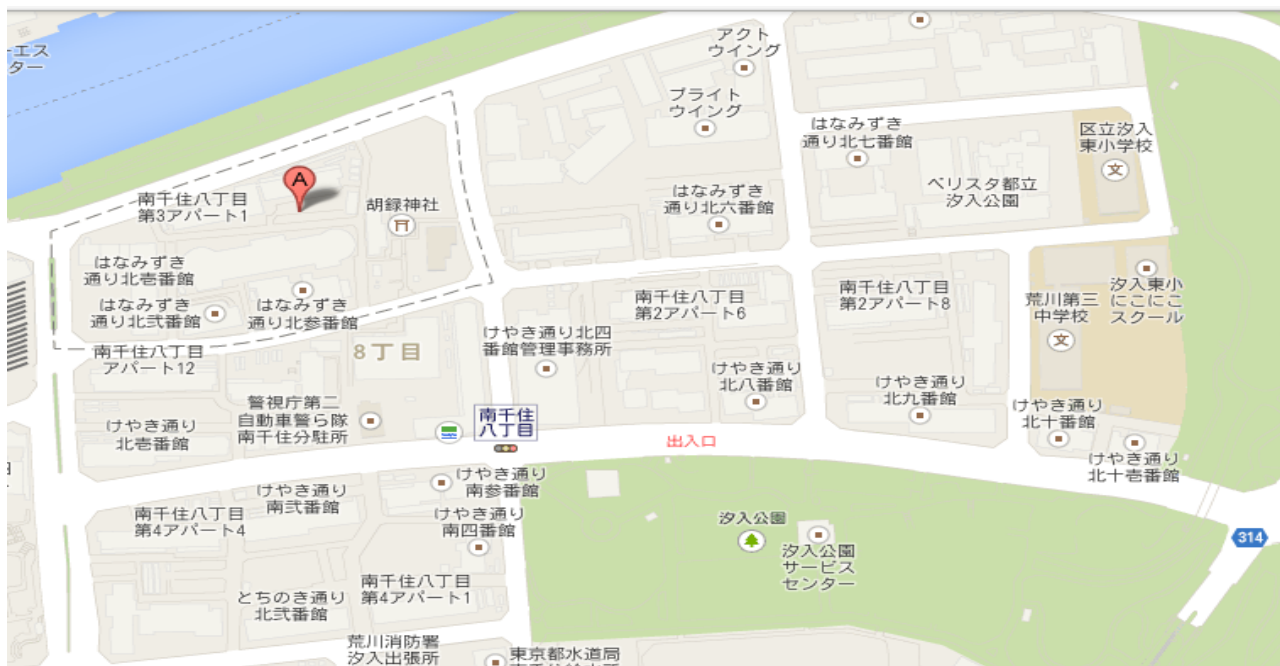 ーエス
ター
アクト
ウイング
ブライト
ウイング
はなみずき
通り北七番館
区立汐入
東小学校
文
A
南千住八丁目
第3アパート1
胡録神社
はなみずき
通り北六番館
ベリスタ都立
汐入公園
はなみずき
通り北壱番館
はなみずき
通り北弐番館
はなみずき
通り北参番館
南千住八丁目
第2アパート6
南千住八丁目
第2アパート8
荒川第三
中学校
文
汐入東小
にこにこ
スクール
けやき通り北四
番館管理事務所
8丁目
南千住八丁目
アパート12
けやき通り
北八番館
けやき通り
北九番館
警視庁第二
自動車警ら隊
南千住分駐所
けやき通り
北壱番館
南千住
八丁目
出入口
けやき通り
北十番館
けやき通り
北十壱番館
けやき通り
南参番館
けやき通り
南弐番館
南千住八丁目
第4アパート4
けやき通り
南四番館
汐入公園
汐入公園
サービス
センター
314
南千住八丁目
第4アパート1
とちのき通り
北弐番館
荒川消防署
汐入出張所
東京都水道局